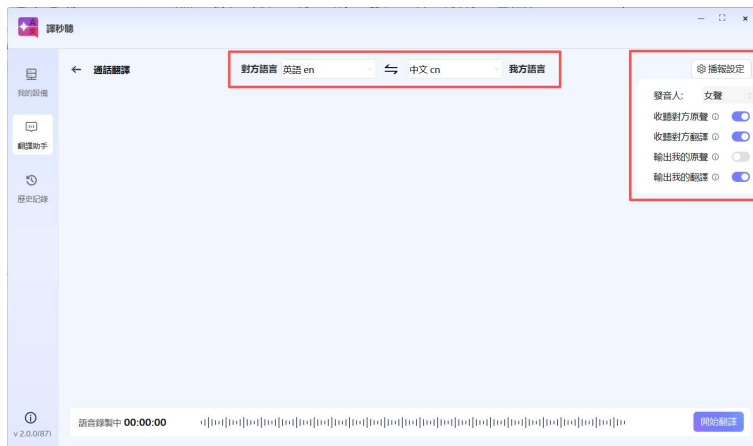 譯秒聽
我的設備
翻譯助手
歷史記錄
v 2.0.0(87)
← 通話翻譯
對方語言 英語 en ⇋ 中文 cn 我方語言
播報設定
發音人: 女聲
收聽對方原聲
收聽對方翻譯
輸出我的原聲
輸出我的翻譯
語音錄製中 00:00:00
開始翻譯